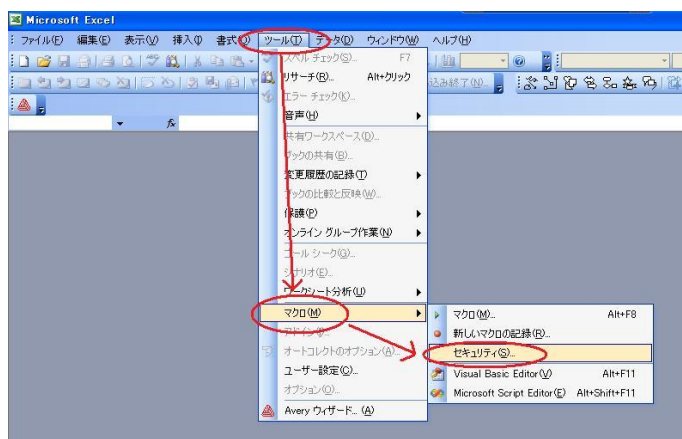 Microsoft Excel
ファイル(F) 編集(E) 表示(V) 挿入(I) 書式(O) ツール(T) データ(D) ウィンドウ(W) ヘルプ(H)
スペル チェック(S)... F7
リサーチ(R)... Alt+クリック
エラー チェック(K)...
音声(H)
共有ワークスペース(D)...
ブックの共有(B)...
変更履歴の記録(T)
ブックの比較と反映(W)...
保護(P)
オンライン グループ作業(N)
ゴール シーク(G)...
シナリオ(E)...
ワークシート分析(U)
マクロ(M)
アドイン(I)...
オートコレクトのオプション(A)...
ユーザー設定(C)...
オプション(O)...
Avery ウィザード... (A)
マクロ(M)... Alt+F8
新しいマクロの記録(R)...
セキュリティ(S)...
Visual Basic Editor(V) Alt+F11
Microsoft Script Editor(E) Alt+Shift+F11
fx